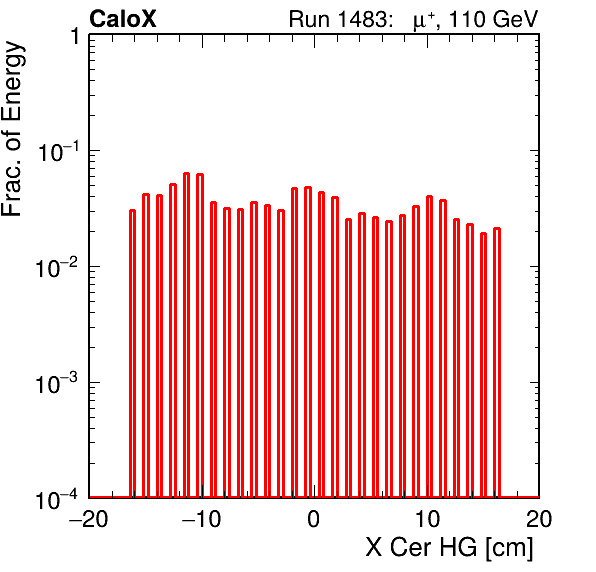 CaloX Run 1483: μ⁺, 110 GeV
Frac. of Energy
1
10⁻¹
10⁻²
10⁻³
10⁻⁴
−20 −10 0 10 20
X Cer HG [cm]